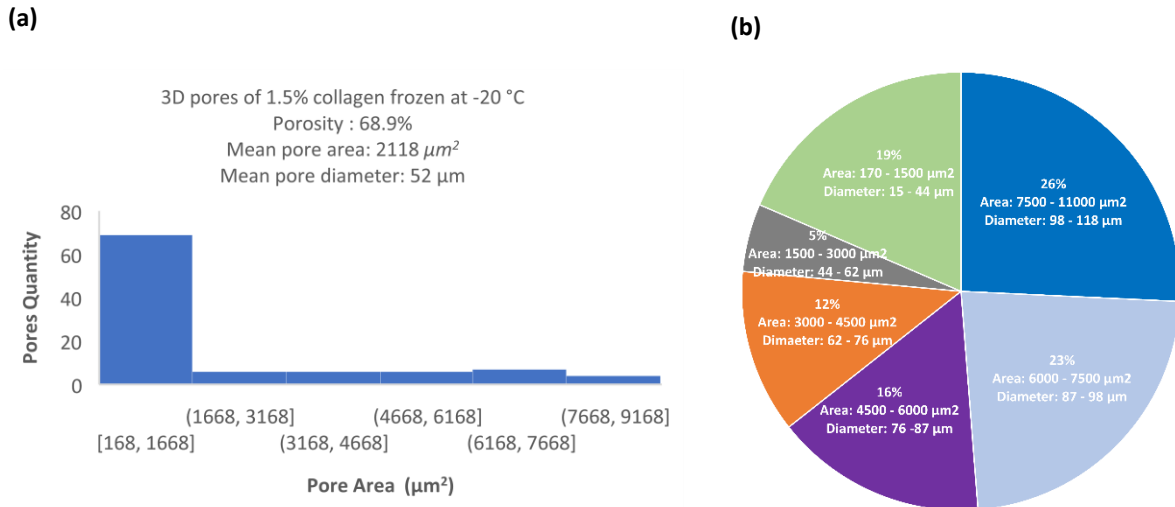 (a)
3D pores of 1.5% collagen frozen at -20 °C
Porosity : 68.9%
Mean pore area: 2118 µm²
Mean pore diameter: 52 µm
80
60
40
20
0
Pores Quantity
(1668, 3168]
(4668, 6168]
(7668, 9168]
[168, 1668]
(3168, 4668]
(6168, 7668]
Pore Area (µm²)
(b)
19%
Area: 170 - 1500 µm2
Diameter: 15 - 44 µm
26%
Area: 7500 - 11000 µm2
Diameter: 98 - 118 µm
5%
Area: 1500 - 3000 µm2
Diameter: 44 - 62 µm
12%
Area: 3000 - 4500 µm2
Dimaeter: 62 - 76 µm
23%
Area: 6000 - 7500 µm2
Diameter: 87 - 98 µm
16%
Area: 4500 - 6000 µm2
Diameter: 76 -87 µm